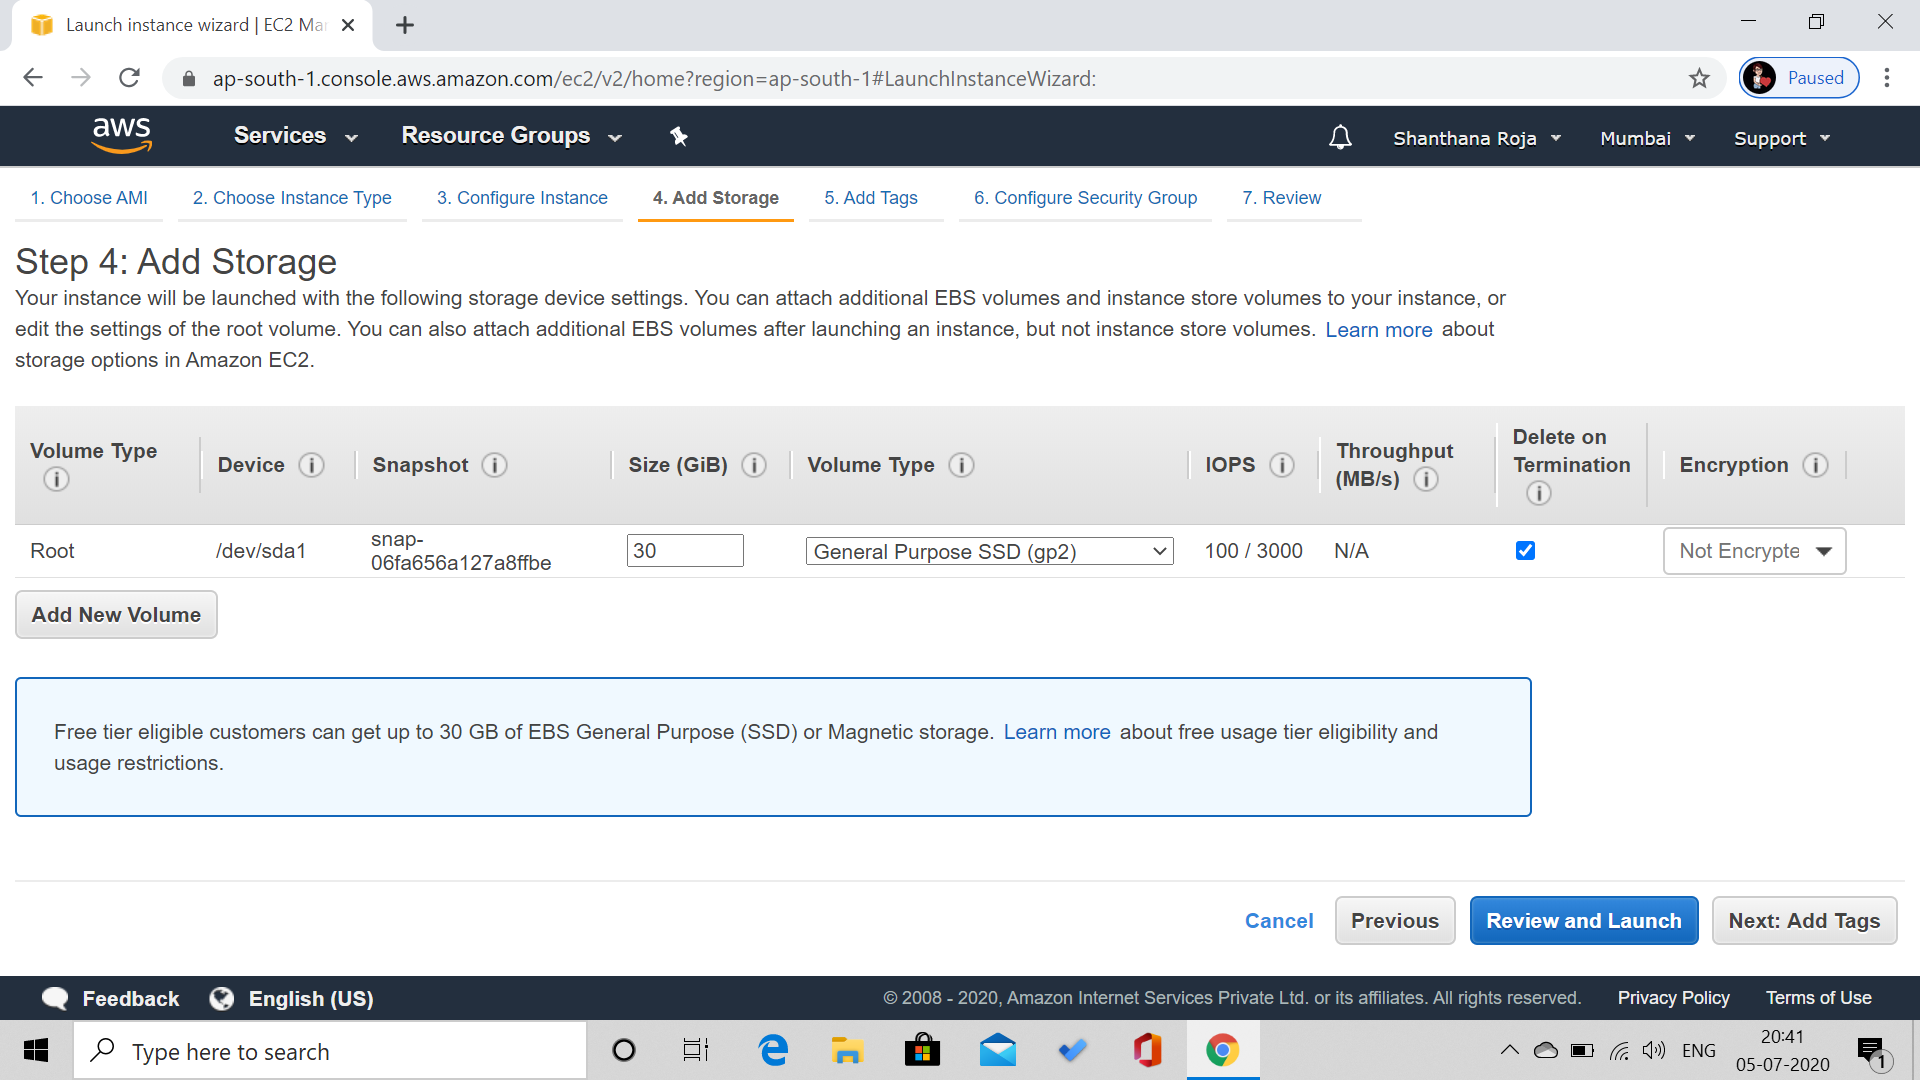 Launch instance wizard | EC2 Ma
ap-south-1.console.aws.amazon.com/ec2/v2/home?region=ap-south-1#LaunchInstanceWizard:
Paused
aws
Services
Resource Groups
Shanthana Roja
Mumbai
Support
1. Choose AMI
2. Choose Instance Type
3. Configure Instance
4. Add Storage
5. Add Tags
6. Configure Security Group
7. Review
Step 4: Add Storage
Your instance will be launched with the following storage device settings. You can attach additional EBS volumes and instance store volumes to your instance, or
edit the settings of the root volume. You can also attach additional EBS volumes after launching an instance, but not instance store volumes. Learn more about
storage options in Amazon EC2.
Volume Type
Device
Snapshot
Size (GiB)
Volume Type
IOPS
Throughput
(MB/s)
Delete on
Termination
Encryption
Root
/dev/sda1
snap-
06fa656a127a8ffbe
30
General Purpose SSD (gp2)
100 / 3000
N/A
Not Encrypte
Add New Volume
Free tier eligible customers can get up to 30 GB of EBS General Purpose (SSD) or Magnetic storage. Learn more about free usage tier eligibility and
usage restrictions.
Cancel
Previous
Review and Launch
Next: Add Tags
Feedback
English (US)
© 2008 - 2020, Amazon Internet Services Private Ltd. or its affiliates. All rights reserved.
Privacy Policy
Terms of Use
Type here to search
ENG
20:41
05-07-2020
1